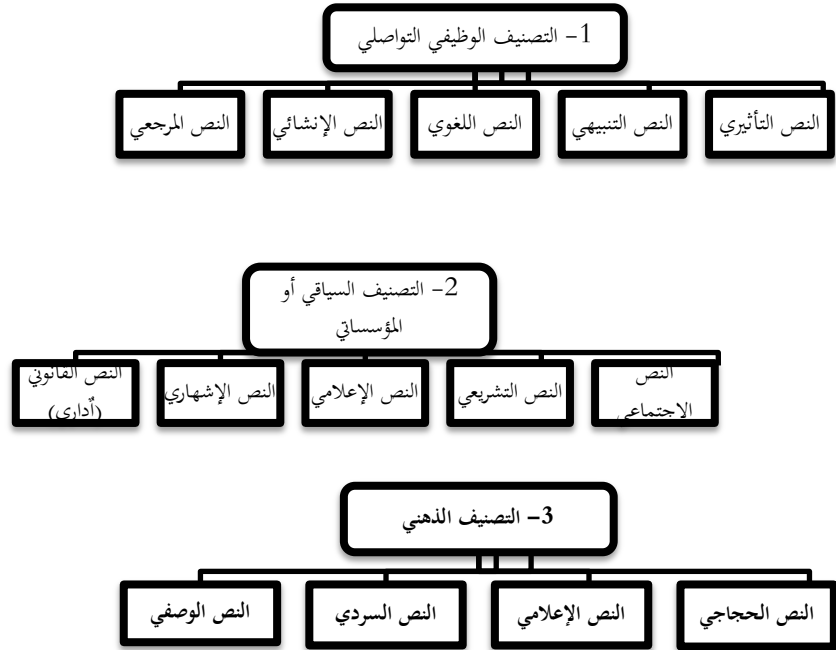 1- التصنيف الوظيفي التواصلي
النص التأثيري
النص التنبيهي
النص اللغوي
النص الإنشائي
النص المرجعي
2- التصنيف السياقي أو
المؤسساتي
النص
الاجتماعي
النص التشريعي
النص الإعلامي
النص الإشهاري
النص القانوني
(أداري)
3- التصنيف الذهني
النص الحجاجي
النص الإعلامي
النص السردي
النص الوصفي